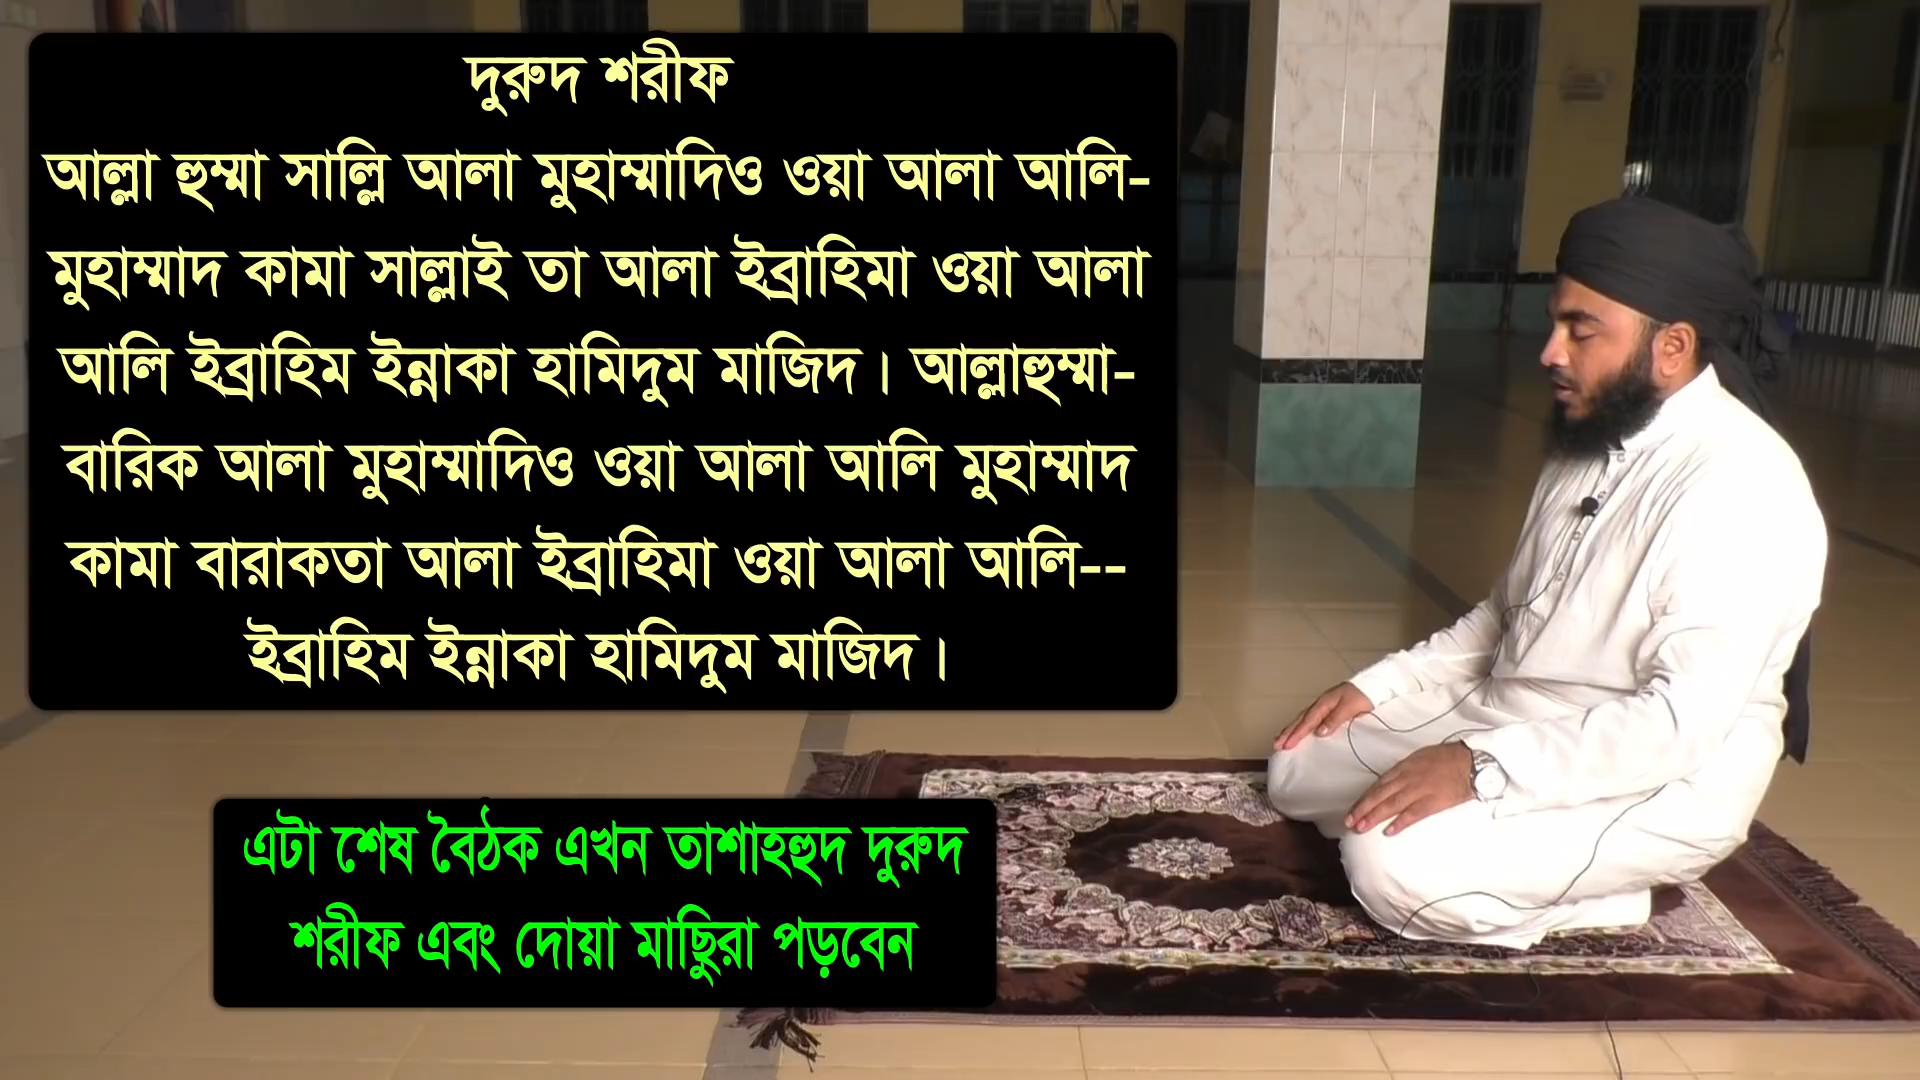 দুরুদ শরীফ
আল্লা হুম্মা সাল্লি আলা মুহাম্মাদিও ওয়া আলা আলি-
মুহাম্মাদ কামা সাল্লাই তা আলা ইব্রাহিমা ওয়া আলা
আলি ইব্রাহিম ইন্নাকা হামিদুম মাজিদ। আল্লাহুম্মা-
বারিক আলা মুহাম্মাদিও ওয়া আলা আলি মুহাম্মাদ
কামা বারাকতা আলা ইব্রাহিমা ওয়া আলা আলি--
ইব্রাহিম ইন্নাকা হামিদুম মাজিদ।
এটা শেষ বৈঠক এখন তাশাহহুদ দুরুদ
শরীফ এবং দোয়া মাছুিরা পড়বেন